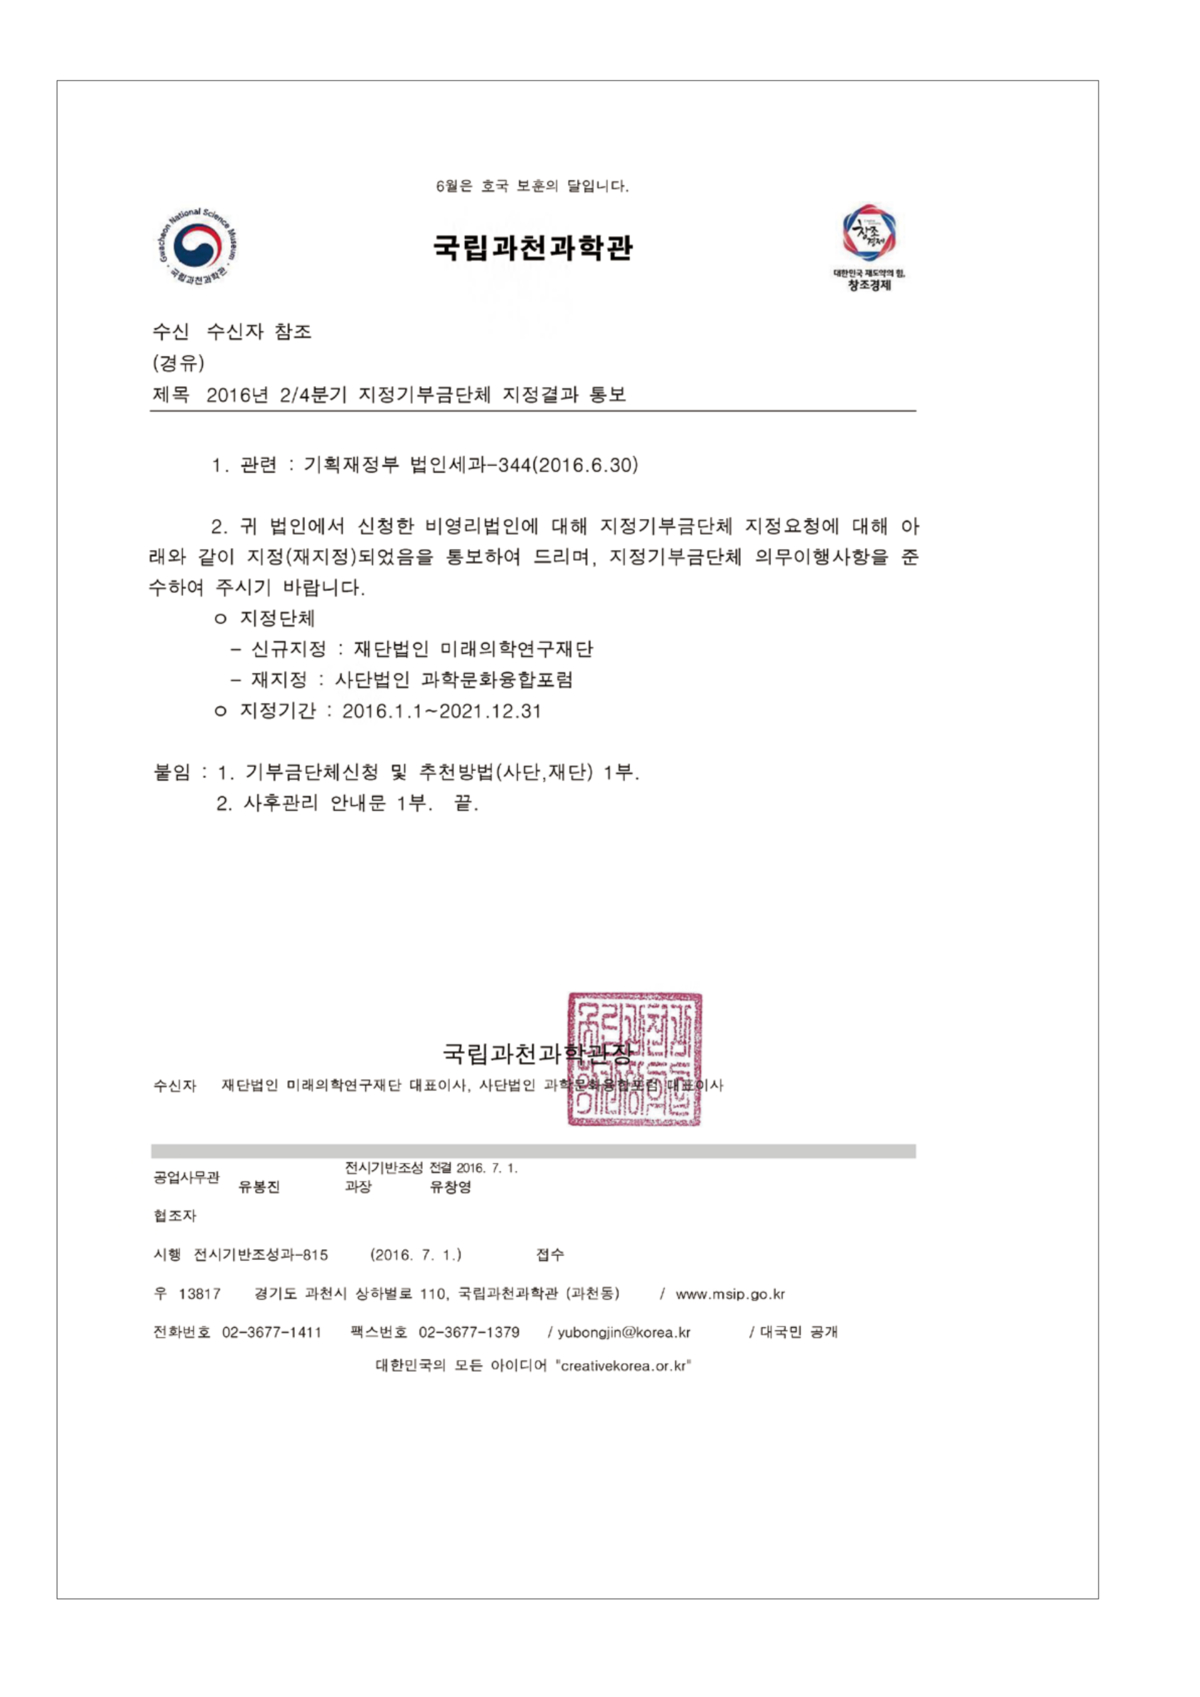 6월은 호국 보훈의 달입니다.
Gwacheon National Science Museum
· 국립과천과학관 ·
국립과천과학관
창조경제
대한민국 재도약의 힘,
창조경제
수신 수신자 참조
(경유)
제목 2016년 2/4분기 지정기부금단체 지정결과 통보
1. 관련 : 기획재정부 법인세과-344(2016.6.30)
2. 귀 법인에서 신청한 비영리법인에 대해 지정기부금단체 지정요청에 대해 아
래와 같이 지정(재지정)되었음을 통보하여 드리며, 지정기부금단체 의무이행사항을 준
수하여 주시기 바랍니다.
ㅇ 지정단체
- 신규지정 : 재단법인 미래의학연구재단
- 재지정 : 사단법인 과학문화융합포럼
ㅇ 지정기간 : 2016.1.1~2021.12.31
붙임 : 1. 기부금단체신청 및 추천방법(사단,재단) 1부.
2. 사후관리 안내문 1부. 끝.
국립과천과학관장
수신자 재단법인 미래의학연구재단 대표이사, 사단법인 과학문화융합포럼 대표이사
공업사무관 유봉진 전시기반조성과장 전결 2016. 7. 1. 유창영
협조자
시행 전시기반조성과-815 (2016. 7. 1.) 접수
우 13817 경기도 과천시 상하벌로 110, 국립과천과학관 (과천동) / www.msip.go.kr
전화번호 02-3677-1411 팩스번호 02-3677-1379 / yubongjin@korea.kr / 대국민 공개
대한민국의 모든 아이디어 "creativekorea.or.kr"